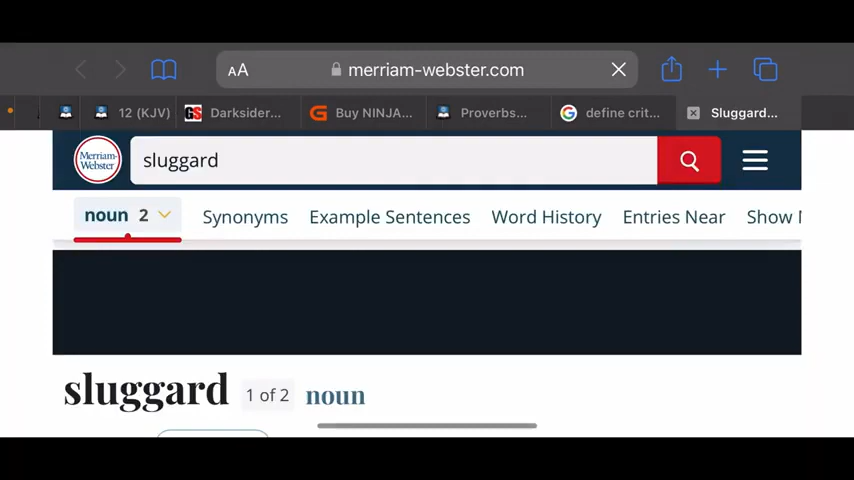 AA merriam-webster.com
12 (KJV) Darksider... Buy NINJA... Proverbs... define crit... Sluggard...
Merriam-Webster sluggard
noun 2 Synonyms Example Sentences Word History Entries Near Show
sluggard 1 of 2 noun